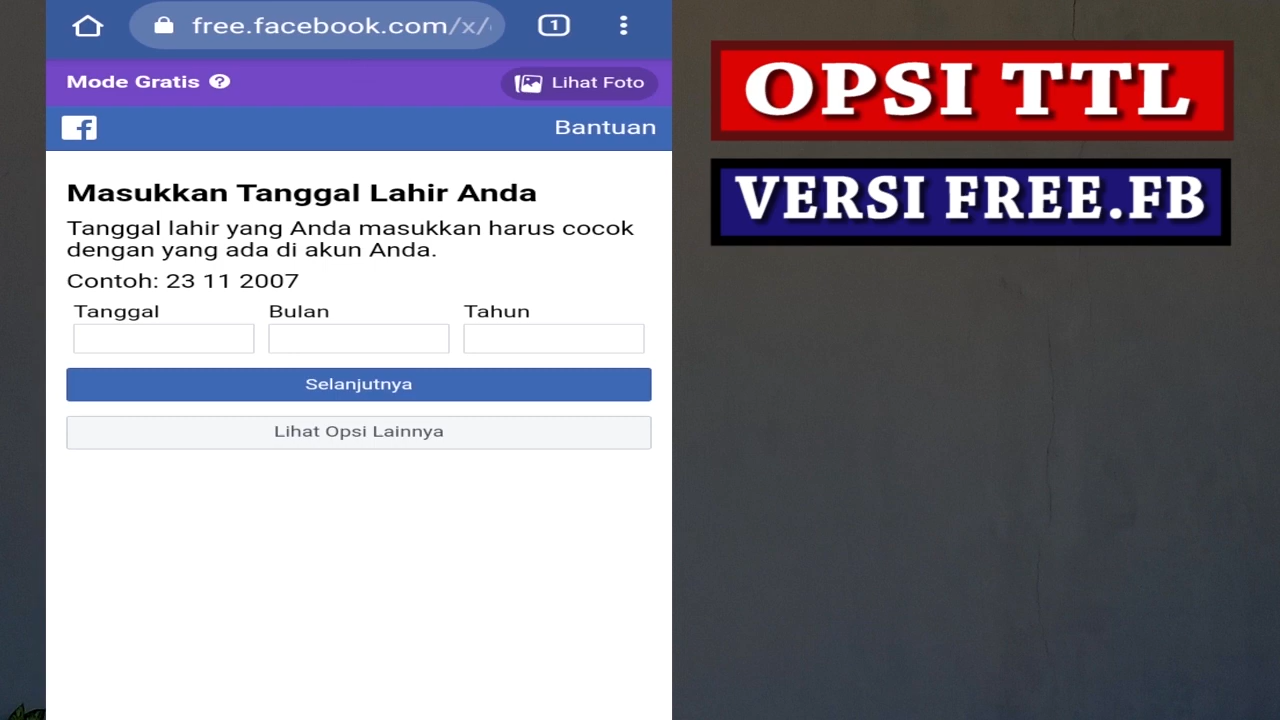 free.facebook.com/x/
1
Mode Gratis ?
Lihat Foto
f
Bantuan
Masukkan Tanggal Lahir Anda
Tanggal lahir yang Anda masukkan harus cocok
dengan yang ada di akun Anda.
Contoh: 23 11 2007
Tanggal Bulan Tahun
Selanjutnya
Lihat Opsi Lainnya
OPSI TTL
VERSI FREE.FB